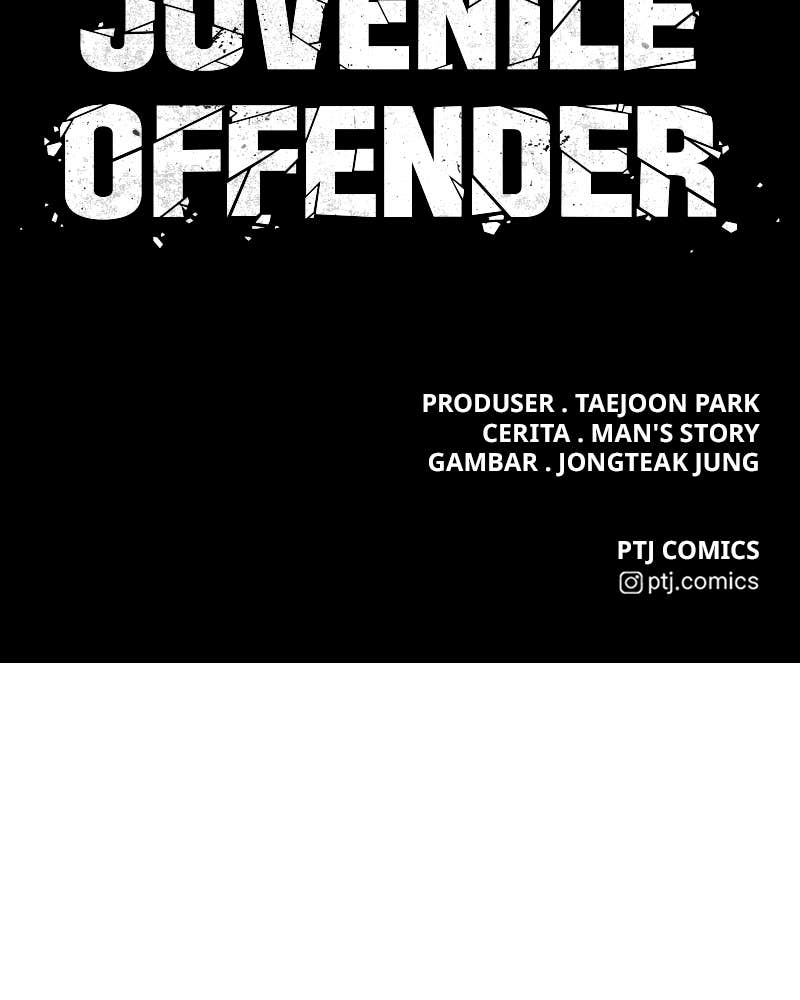 JUVENILE
OFFENDER
PRODUSER . TAEJOON PARK
CERITA . MAN'S STORY
GAMBAR . JONGTEAK JUNG
PTJ COMICS
ptj.comics